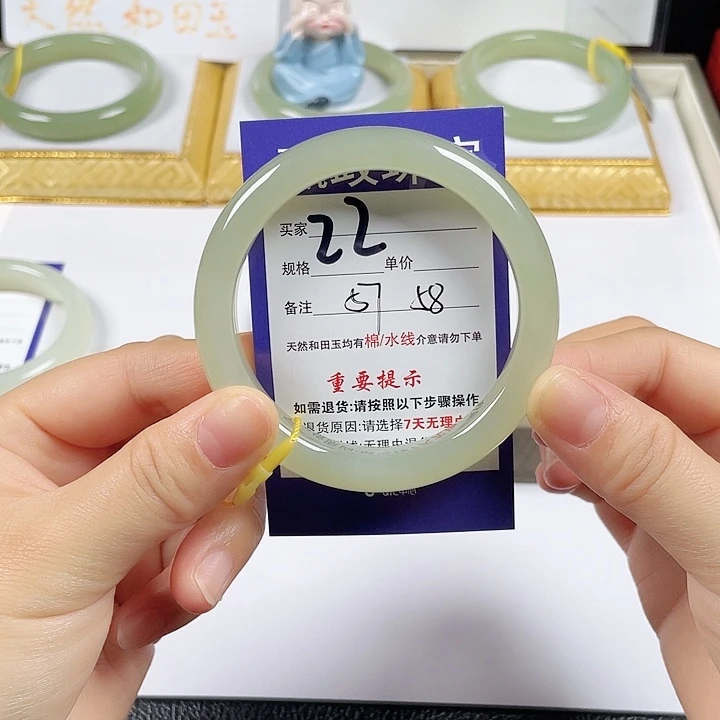 天然 和田玉
买家 22
规格 单价
备注 57 58
天然和田玉均有棉/水线介意请勿下单
重要提示
如需退货:请按照以下步骤操作
退货原因:请选择7天无理由